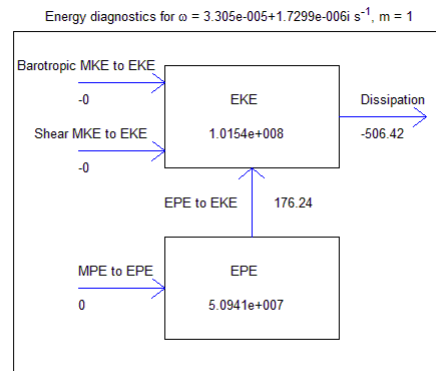 Energy diagnostics for ω = 3.305e-005+1.7299e-006i s⁻¹, m = 1
Barotropic MKE to EKE
-0
EKE
Dissipation
1.0154e+008
-506.42
Shear MKE to EKE
-0
EPE to EKE
176.24
MPE to EPE
EPE
0
5.0941e+007